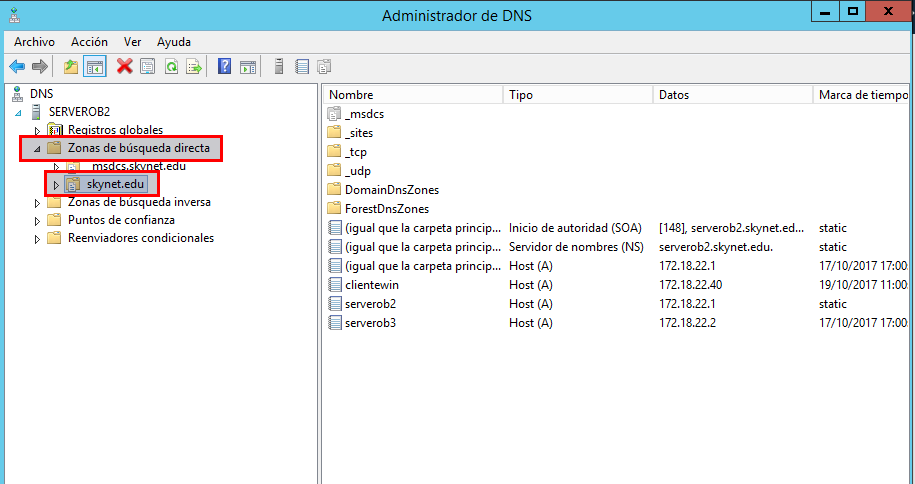 Administrador de DNS
Archivo Acción Ver Ayuda
DNS
SERVEROB2
Registros globales
Zonas de búsqueda directa
_msdcs.skynet.edu
skynet.edu
Zonas de búsqueda inversa
Puntos de confianza
Reenviadores condicionales
Nombre Tipo Datos Marca de tiempo
_msdcs
_sites
_tcp
_udp
DomainDnsZones
ForestDnsZones
(igual que la carpeta princip... Inicio de autoridad (SOA) [148], serverob2.skynet.ed... static
(igual que la carpeta princip... Servidor de nombres (NS) serverob2.skynet.edu. static
(igual que la carpeta princip... Host (A) 172.18.22.1 17/10/2017 17:00
clientewin Host (A) 172.18.22.40 19/10/2017 11:00
serverob2 Host (A) 172.18.22.1 static
serverob3 Host (A) 172.18.22.2 17/10/2017 17:00